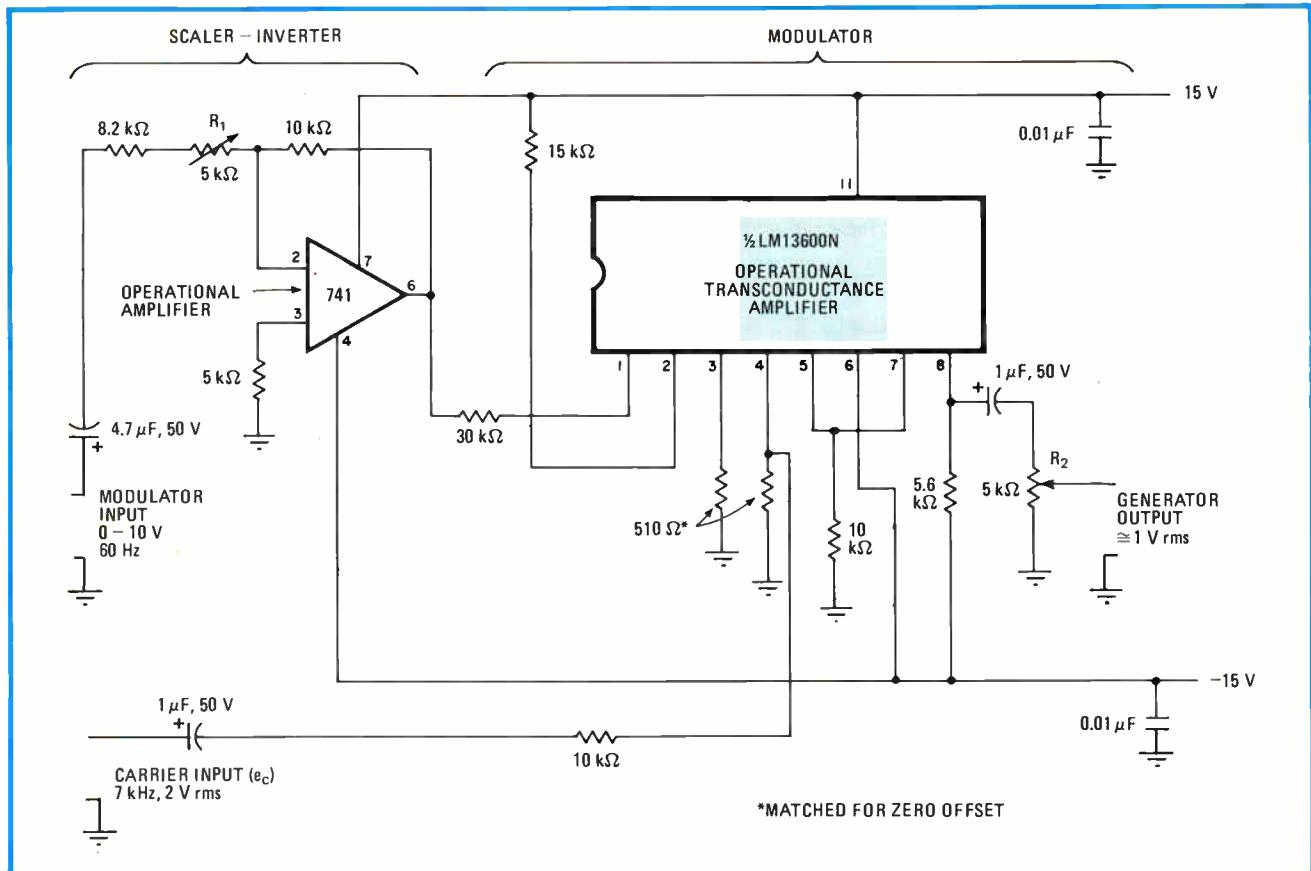 SCALER – INVERTER
MODULATOR
15 V
8.2 kΩ
R1
5 kΩ
10 kΩ
15 kΩ
0.01 µF
11
½ LM13600N
OPERATIONAL
TRANSCONDUCTANCE
AMPLIFIER
OPERATIONAL
AMPLIFIER
2
3
741
7
4
6
5 kΩ
30 kΩ
1
2
3
4
5
6
7
8
4.7 µF, 50 V
+
MODULATOR
INPUT
0 – 10 V
60 Hz
510 Ω*
10
kΩ
5.6
kΩ
+
1 µF, 50 V
R2
5 kΩ
GENERATOR
OUTPUT
≅ 1 V rms
–15 V
0.01 µF
1 µF, 50 V
+
10 kΩ
CARRIER INPUT (ec)
7 kHz, 2 V rms
*MATCHED FOR ZERO OFFSET